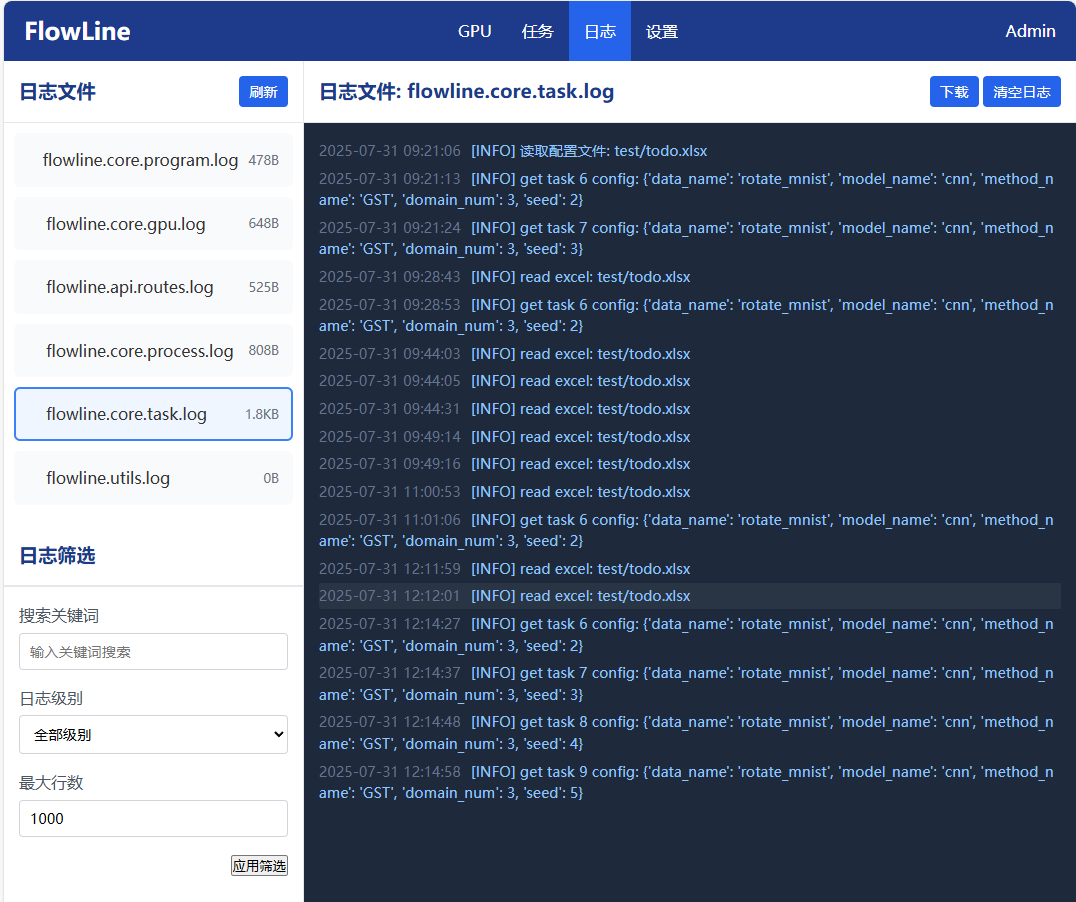 FlowLine
GPU
任务
日志
设置
Admin
日志文件
刷新
flowline.core.program.log 478B
flowline.core.gpu.log 648B
flowline.api.routes.log 525B
flowline.core.process.log 808B
flowline.core.task.log 1.8KB
flowline.utils.log 0B
日志筛选
搜索关键词
输入关键词搜索
日志级别
全部级别
最大行数
1000
应用筛选
日志文件: flowline.core.task.log
下载
清空日志
2025-07-31 09:21:06 [INFO] 读取配置文件: test/todo.xlsx
2025-07-31 09:21:13 [INFO] get task 6 config: {'data_name': 'rotate_mnist', 'model_name': 'cnn', 'method_n
ame': 'GST', 'domain_num': 3, 'seed': 2}
2025-07-31 09:21:24 [INFO] get task 7 config: {'data_name': 'rotate_mnist', 'model_name': 'cnn', 'method_n
ame': 'GST', 'domain_num': 3, 'seed': 3}
2025-07-31 09:28:43 [INFO] read excel: test/todo.xlsx
2025-07-31 09:28:53 [INFO] get task 6 config: {'data_name': 'rotate_mnist', 'model_name': 'cnn', 'method_n
ame': 'GST', 'domain_num': 3, 'seed': 2}
2025-07-31 09:44:03 [INFO] read excel: test/todo.xlsx
2025-07-31 09:44:05 [INFO] read excel: test/todo.xlsx
2025-07-31 09:44:31 [INFO] read excel: test/todo.xlsx
2025-07-31 09:49:14 [INFO] read excel: test/todo.xlsx
2025-07-31 09:49:16 [INFO] read excel: test/todo.xlsx
2025-07-31 11:00:53 [INFO] read excel: test/todo.xlsx
2025-07-31 11:01:06 [INFO] get task 6 config: {'data_name': 'rotate_mnist', 'model_name': 'cnn', 'method_n
ame': 'GST', 'domain_num': 3, 'seed': 2}
2025-07-31 12:11:59 [INFO] read excel: test/todo.xlsx
2025-07-31 12:12:01 [INFO] read excel: test/todo.xlsx
2025-07-31 12:14:27 [INFO] get task 6 config: {'data_name': 'rotate_mnist', 'model_name': 'cnn', 'method_n
ame': 'GST', 'domain_num': 3, 'seed': 2}
2025-07-31 12:14:37 [INFO] get task 7 config: {'data_name': 'rotate_mnist', 'model_name': 'cnn', 'method_n
ame': 'GST', 'domain_num': 3, 'seed': 3}
2025-07-31 12:14:48 [INFO] get task 8 config: {'data_name': 'rotate_mnist', 'model_name': 'cnn', 'method_n
ame': 'GST', 'domain_num': 3, 'seed': 4}
2025-07-31 12:14:58 [INFO] get task 9 config: {'data_name': 'rotate_mnist', 'model_name': 'cnn', 'method_n
ame': 'GST', 'domain_num': 3, 'seed': 5}